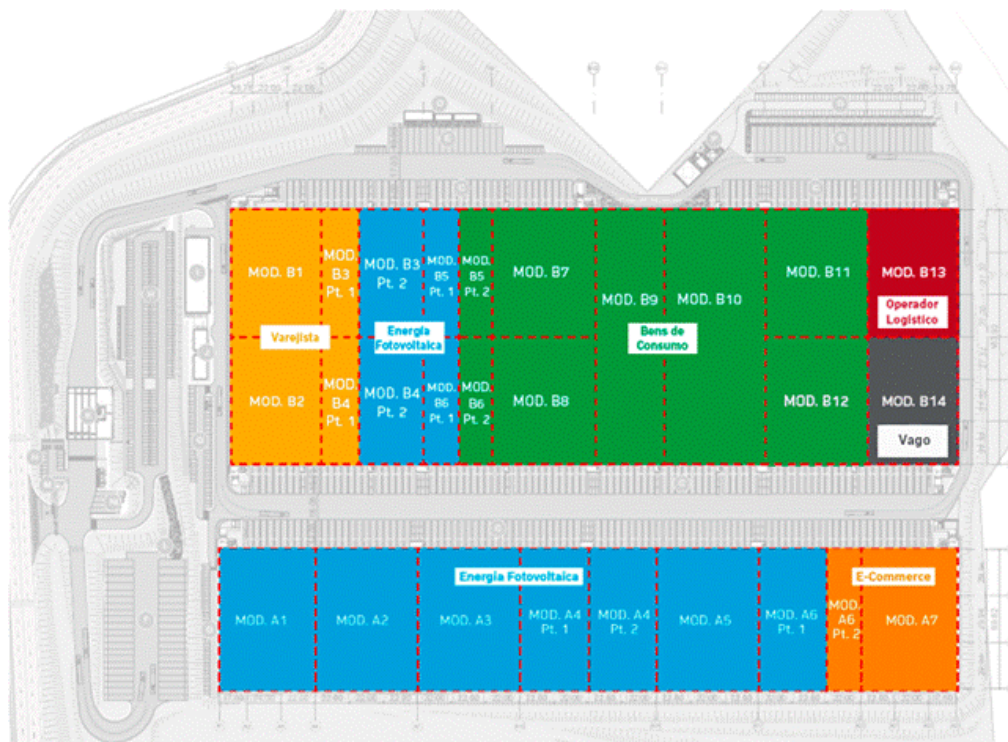 MOD. B1
MOD.
B3
Pt. 1
MOD. B3
Pt. 2
MOD.
B5
Pt. 1
MOD.
B5
Pt. 2
MOD. B7
MOD. B9
MOD. B10
MOD. B11
MOD. B13
Operador
Logístico
Varejista
Energia
Fotovoltaica
Bens de
Consumo
MOD. B2
MOD.
B4
Pt. 1
MOD. B4
Pt. 2
MOD.
B6
Pt. 1
MOD.
B6
Pt. 2
MOD. B8
MOD. B12
MOD. B14
Vago
Energia Fotovoltaica
E-Commerce
MOD. A1
MOD. A2
MOD. A3
MOD. A4
Pt. 1
MOD. A4
Pt. 2
MOD. A5
MOD. A6
Pt. 1
MOD.
A6
Pt. 2
MOD. A7